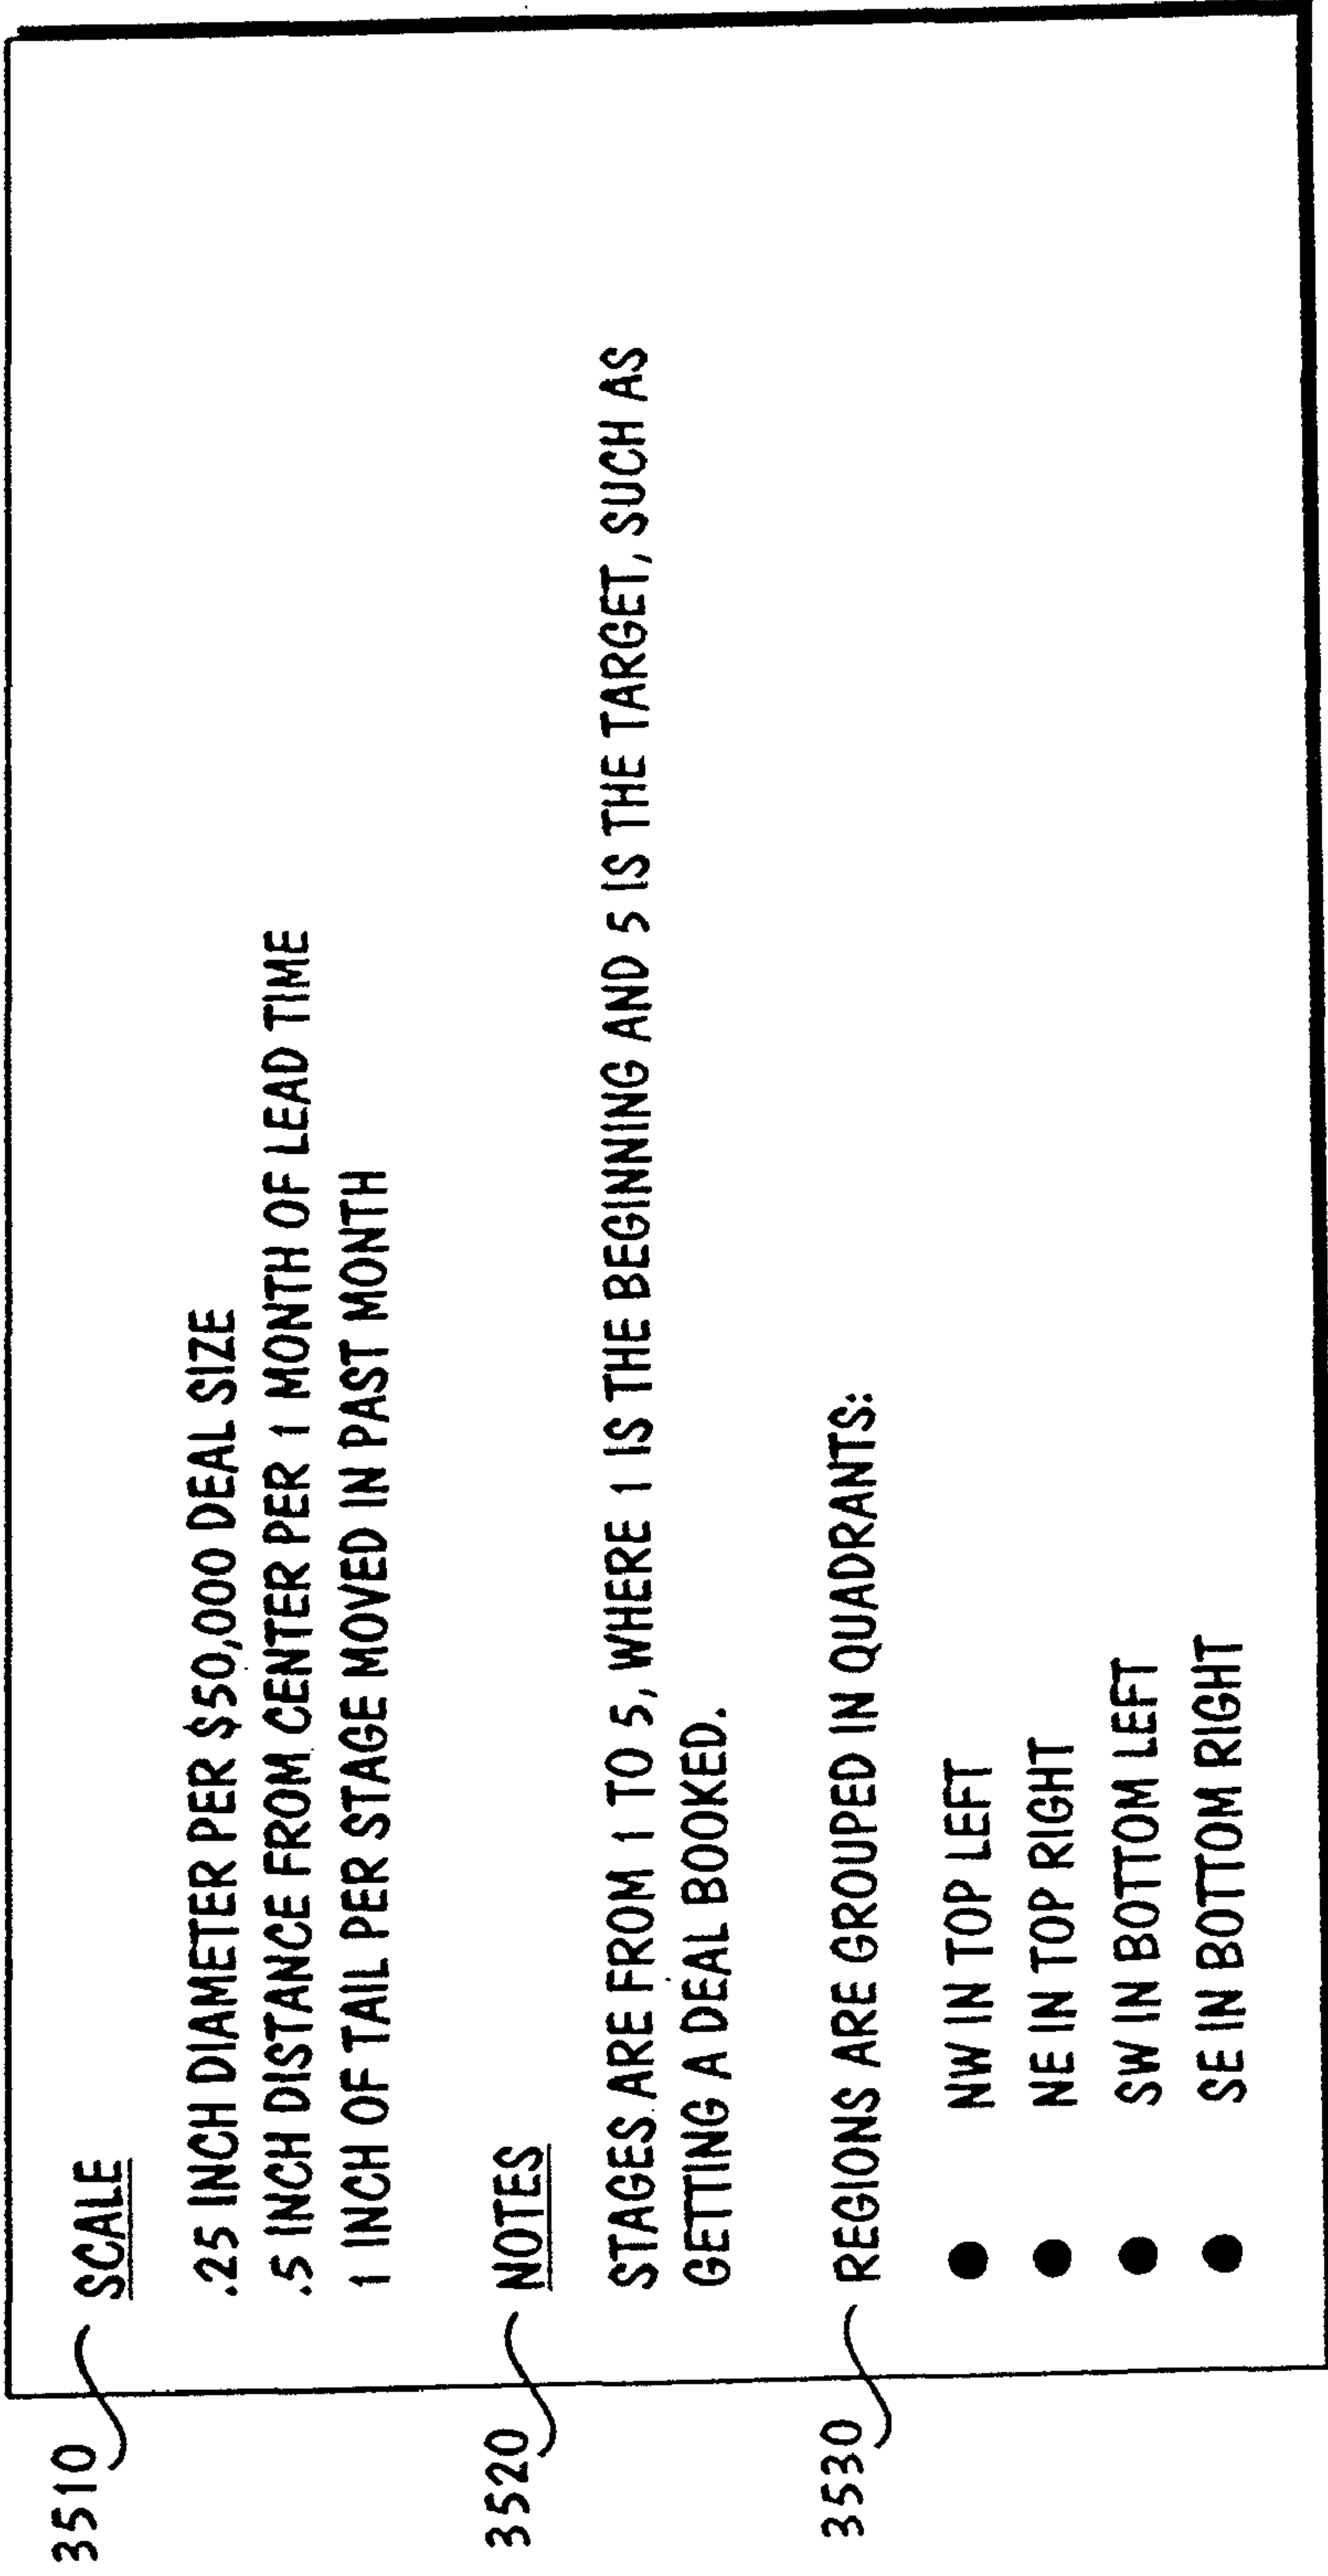 3510
SCALE
.25 INCH DIAMETER PER $50,000 DEAL SIZE
.5 INCH DISTANCE FROM CENTER PER 1 MONTH OF LEAD TIME
1 INCH OF TAIL PER STAGE MOVED IN PAST MONTH
3520
NOTES
STAGES ARE FROM 1 TO 5, WHERE 1 IS THE BEGINNING AND 5 IS THE TARGET, SUCH AS
GETTING A DEAL BOOKED.
3530
REGIONS ARE GROUPED IN QUADRANTS:
● NW IN TOP LEFT
● NE IN TOP RIGHT
● SW IN BOTTOM LEFT
● SE IN BOTTOM RIGHT